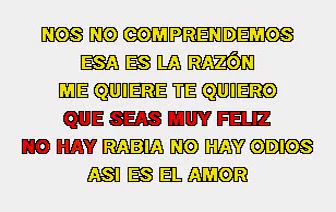 NOS NO COMPRENDEMOS
ESA ES LA RAZÓN
ME QUIERE TE QUIERO
QUE SEAS MUY FELIZ
NO HAY RABIA NO HAY ODIOS
ASI ES EL AMOR